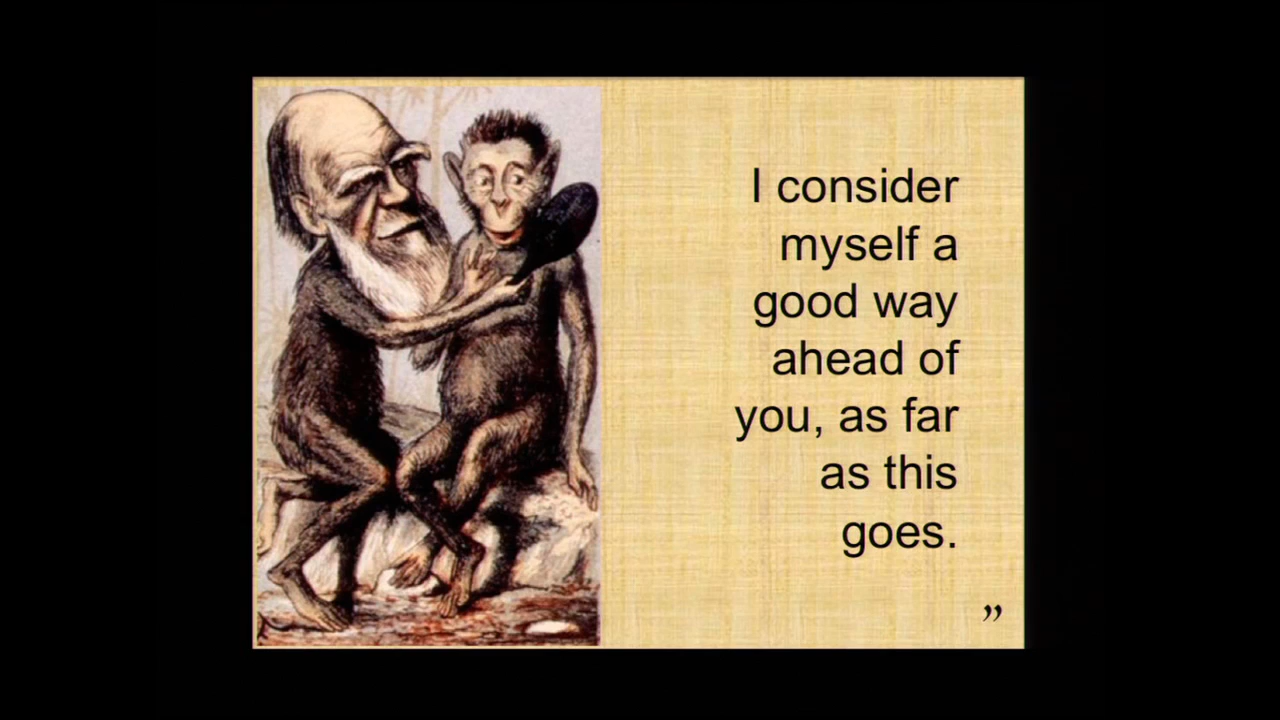 I consider
myself a
good way
ahead of
you, as far
as this
goes.
”